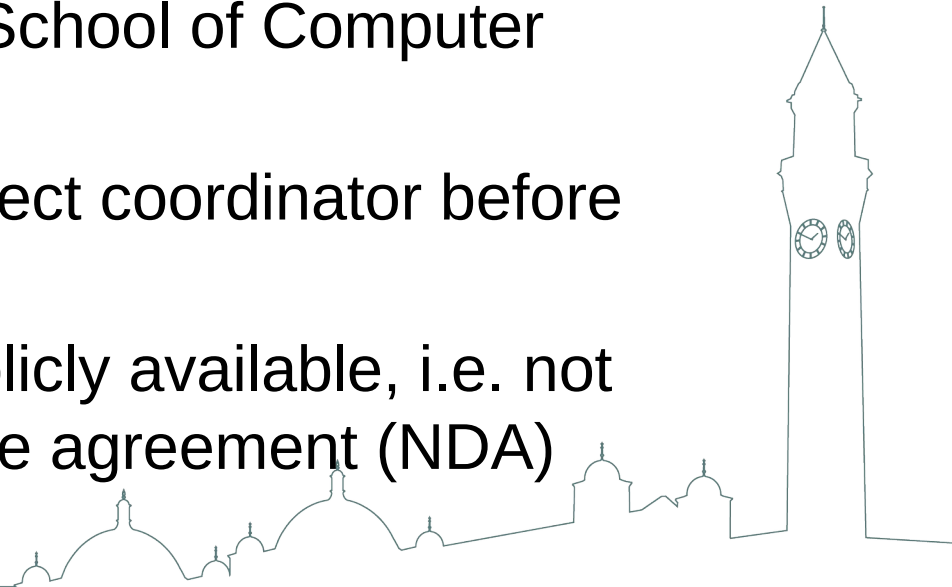 School of Computer
ect coordinator before
licly available, i.e. not
e agreement (NDA)